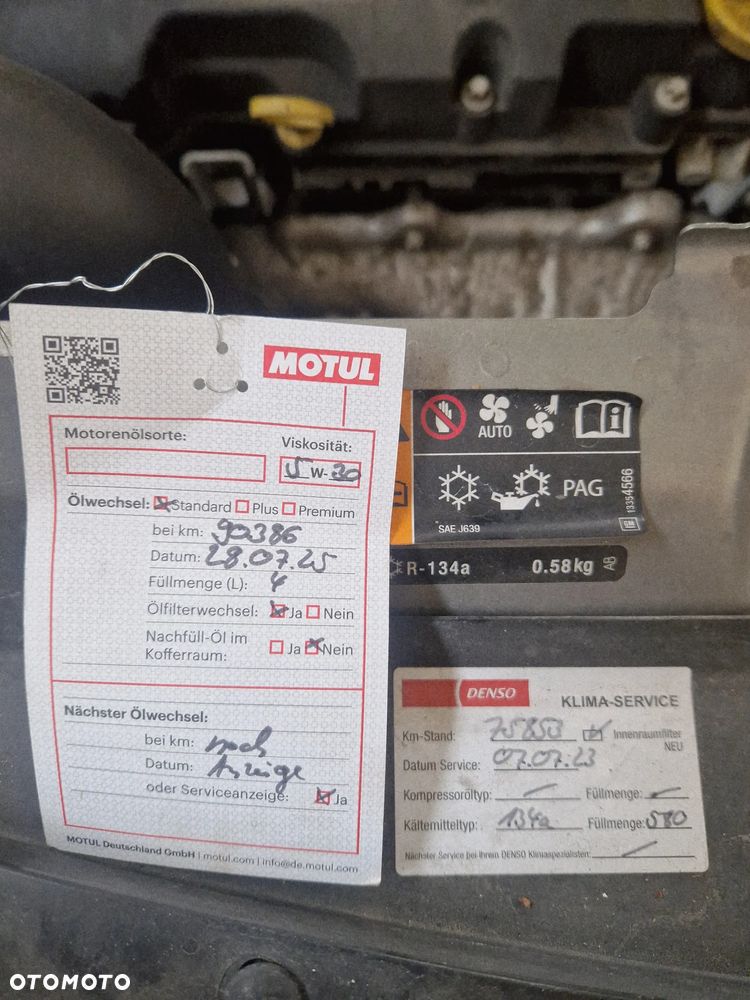 MOTUL
Motorenölsorte:
Viskosität:
5 W-30
Ölwechsel: Standard Plus Premium
bei km: 90386
Datum: 28.07.25
Füllmenge (L): 4
Ölfilterwechsel: Ja Nein
Nachfüll-Öl im
Kofferraum: Ja Nein
Nächster Ölwechsel:
bei km: nach
Datum: Anzeige
oder Serviceanzeige: Ja
MOTUL Deutschland GmbH | motul.com | info@de.motul.com
AUTO
PAG
*SAE J639
GM 13354566
R-134a 0.58kg AB
DENSO KLIMA-SERVICE
Km-Stand: 75853 Innenraumfilter
NEU
Datum Service: 07.07.23
Kompressoröltyp: Füllmenge:
Kältemitteltyp: 134a Füllmenge: 580
Nächster Service bei Ihrem DENSO Klimaspezialisten:
OTOMOTO